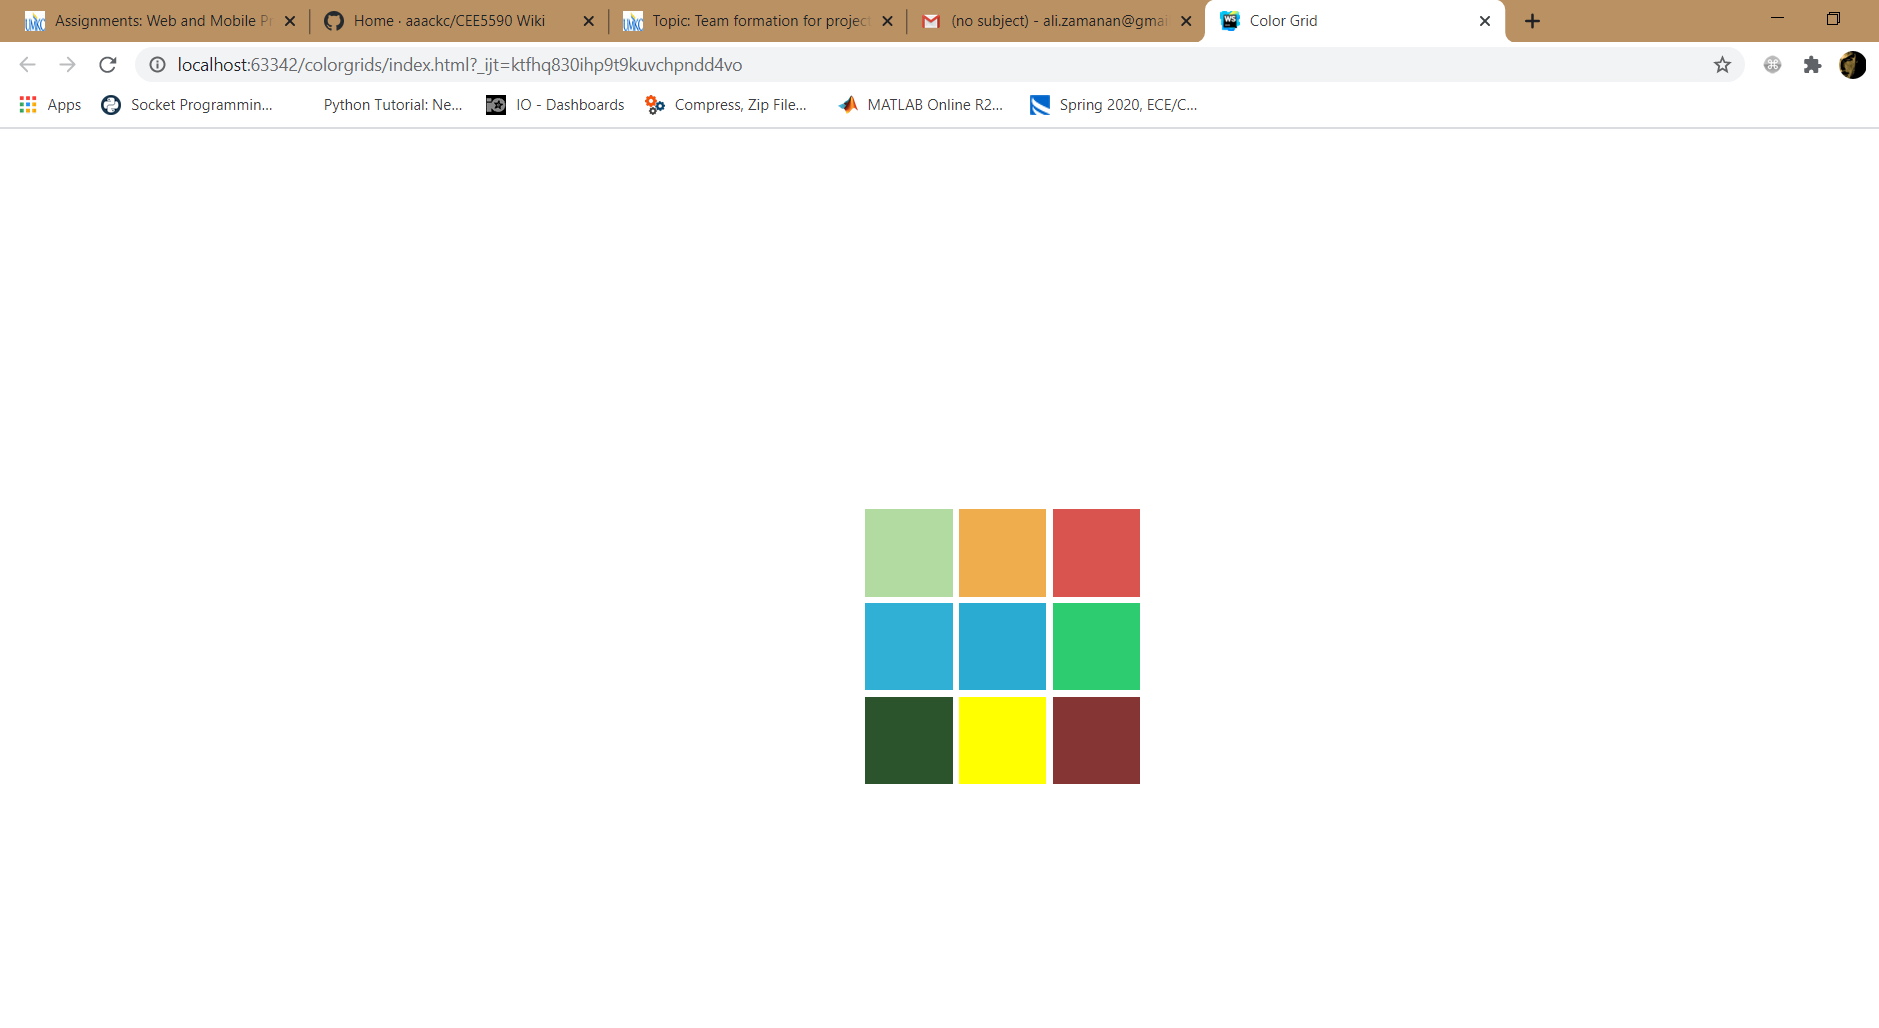 Assignments: Web and Mobile Pr
Home · aaackc/CEE5590 Wiki
UMKC Topic: Team formation for project
(no subject) - ali.zamanan@gmai
WS Color Grid
localhost:63342/colorgrids/index.html?_ijt=ktfhq830ihp9t9kuvchpndd4vo
Apps
Socket Programmin...
Python Tutorial: Ne...
IO - Dashboards
Compress, Zip File...
MATLAB Online R2...
Spring 2020, ECE/C...